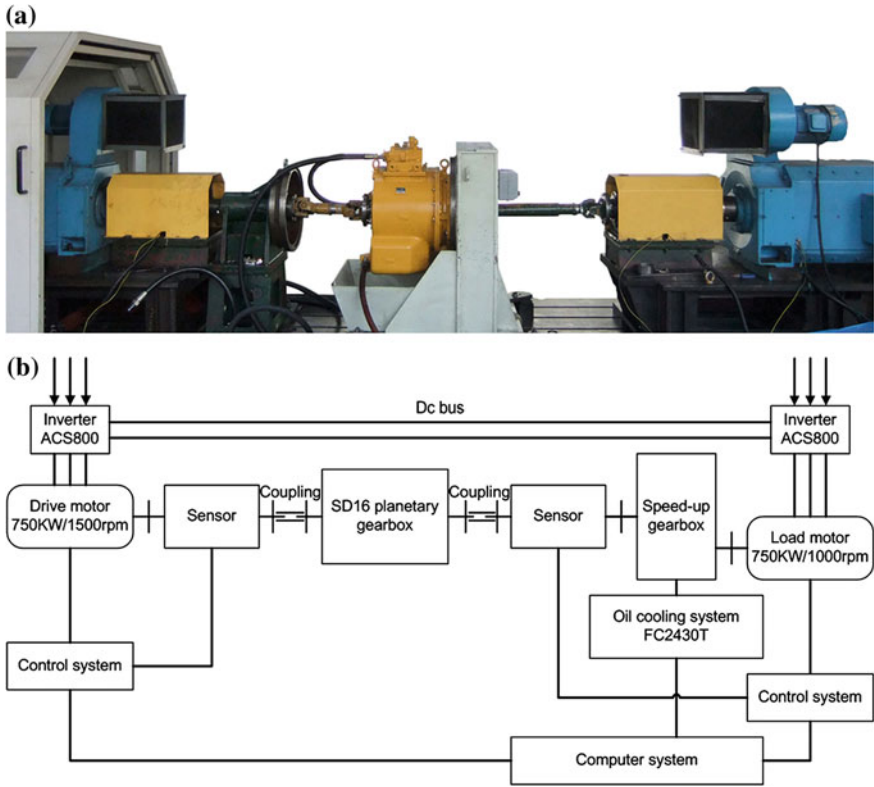 (a)
(b)
Inverter
ACS800
Dc bus
Inverter
ACS800
Drive motor
750KW/1500rpm
Sensor
Coupling
SD16 planetary
gearbox
Coupling
Sensor
Speed-up
gearbox
Load motor
750KW/1000rpm
Oil cooling system
FC2430T
Control system
Control system
Computer system